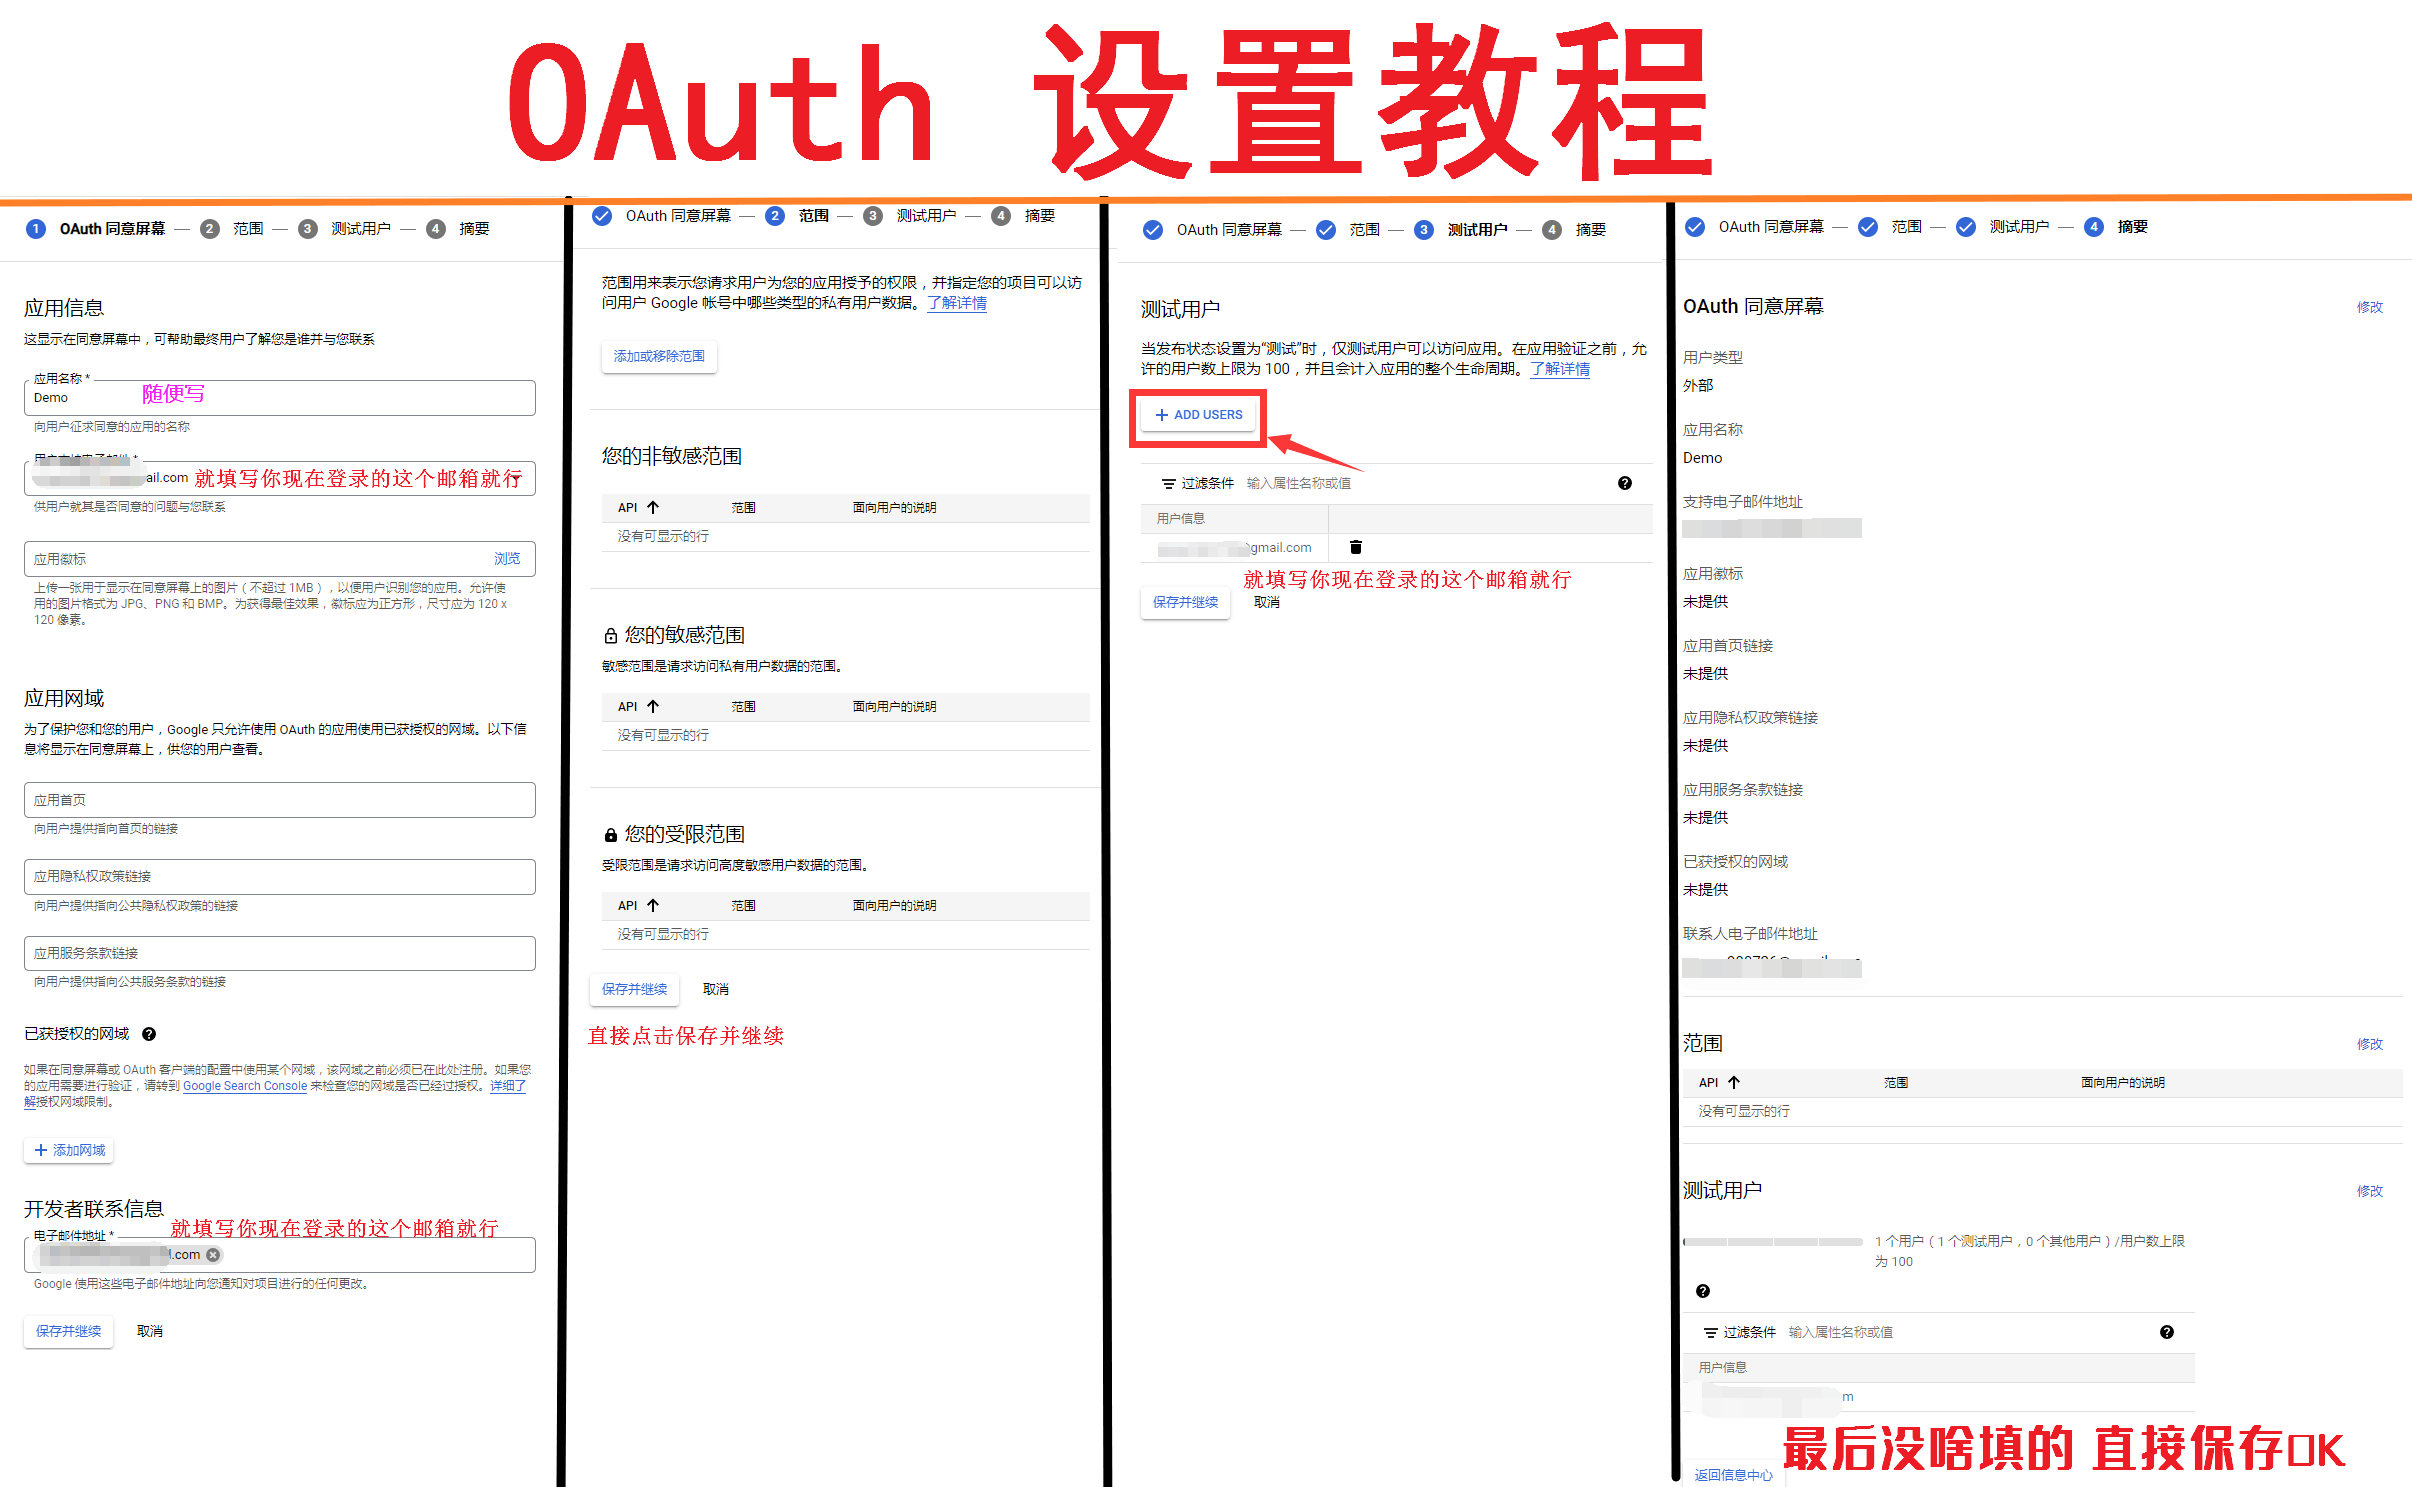 OAuth 设置教程
1 OAuth 同意屏幕 — 2 范围 — 3 测试用户 — 4 摘要
应用信息
这显示在同意屏幕中，可帮助最终用户了解您是谁并与您联系
应用名称 *
Demo 随便写
向用户征求同意的应用的名称
ail.com 就填写你现在登录的这个邮箱就行
供用户就其是否同意的问题与您联系
应用徽标 浏览
上传一张用于显示在同意屏幕上的图片（不超过 1MB），以便用户识别您的应用。允许使
用的图片格式为 JPG、PNG 和 BMP。为获得最佳效果，徽标应为正方形，尺寸应为 120 x
120 像素。
应用网域
为了保护您和您的用户，Google 只允许使用 OAuth 的应用使用已获授权的网域。以下信
息将显示在同意屏幕上，供您的用户查看。
应用首页
向用户提供指向首页的链接
应用隐私权政策链接
向用户提供指向公共隐私权政策的链接
应用服务条款链接
向用户提供指向公共服务条款的链接
已获授权的网域
如果在同意屏幕或 OAuth 客户端的配置中使用某个网域，该网域之前必须已在此处注册。如果您
的应用需要进行验证，请转到 Google Search Console 来检查您的网域是否已经过授权。详细了
解授权网域限制。
+ 添加网域
开发者联系信息
就填写你现在登录的这个邮箱就行
电子邮件地址 *
l.com
Google 使用这些电子邮件地址向您通知对项目进行的任何更改。
保存并继续 取消
OAuth 同意屏幕 — 2 范围 — 3 测试用户 — 4 摘要
范围用来表示您请求用户为您的应用授予的权限，并指定您的项目可以访
问用户 Google 帐号中哪些类型的私有用户数据。了解详情
添加或移除范围
您的非敏感范围
API 范围 面向用户的说明
没有可显示的行
您的敏感范围
敏感范围是请求访问私有用户数据的范围。
API 范围 面向用户的说明
没有可显示的行
您的受限范围
受限范围是请求访问高度敏感用户数据的范围。
API 范围 面向用户的说明
没有可显示的行
保存并继续 取消
直接点击保存并继续
OAuth 同意屏幕 — 范围 — 3 测试用户 — 4 摘要
测试用户
当发布状态设置为“测试”时，仅测试用户可以访问应用。在应用验证之前，允
许的用户数上限为 100，并且会计入应用的整个生命周期。了解详情
+ ADD USERS
过滤条件 输入属性名称或值
用户信息
@gmail.com
就填写你现在登录的这个邮箱就行
保存并继续 取消
OAuth 同意屏幕 — 范围 — 测试用户 — 4 摘要
OAuth 同意屏幕 修改
用户类型
外部
应用名称
Demo
支持电子邮件地址
应用徽标
未提供
应用首页链接
未提供
应用隐私权政策链接
未提供
应用服务条款链接
未提供
已获授权的网域
未提供
联系人电子邮件地址
范围 修改
API 范围 面向用户的说明
没有可显示的行
测试用户 修改
1 个用户（1 个测试用户，0 个其他用户）/用户数上限
为 100
过滤条件 输入属性名称或值
用户信息
m
最后没啥填的 直接保存OK
返回信息中心